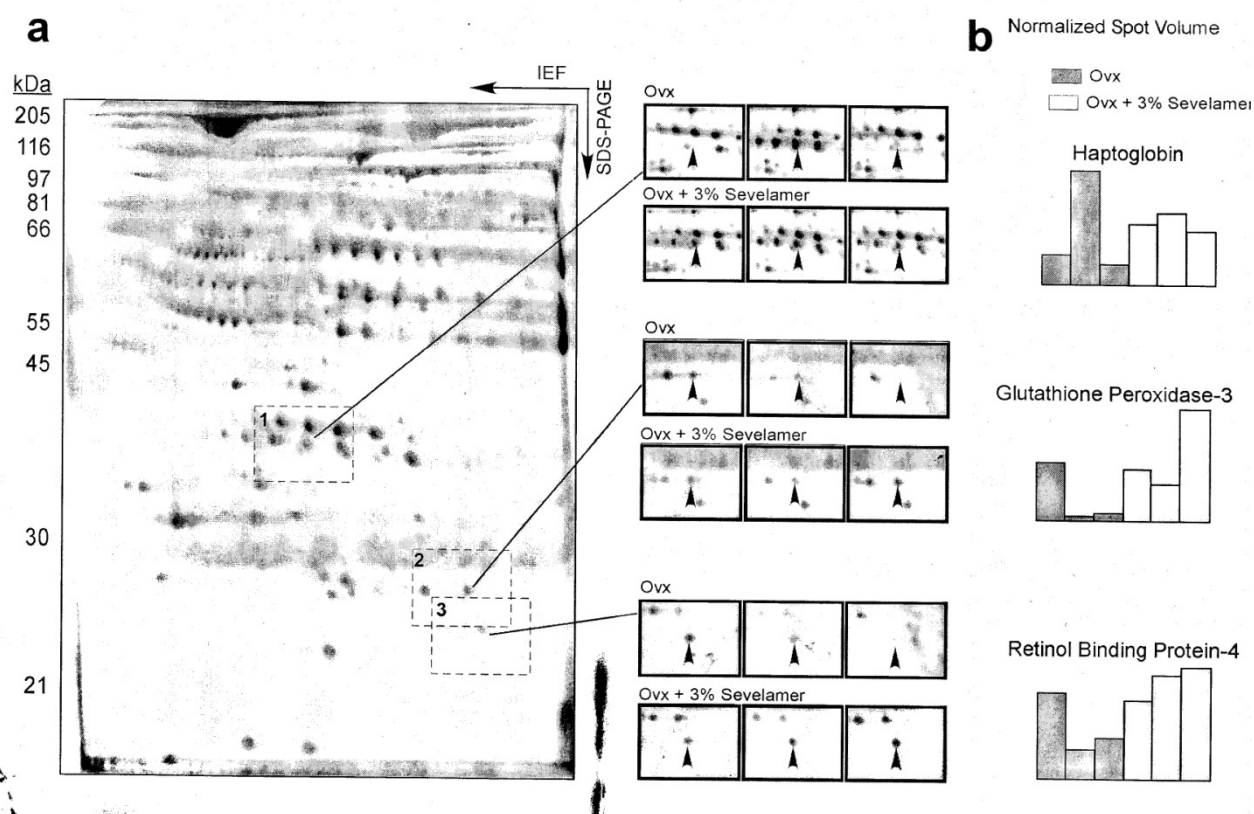 a
kDa
205
116
97
81
66
55
45
30
21
IEF
SDS-PAGE
1
2
3
Ovx
Ovx + 3% Sevelamer
Ovx
Ovx + 3% Sevelamer
Ovx
Ovx + 3% Sevelamer
b
Normalized Spot Volume
Ovx
Ovx + 3% Sevelamer
Haptoglobin
Glutathione Peroxidase-3
Retinol Binding Protein-4